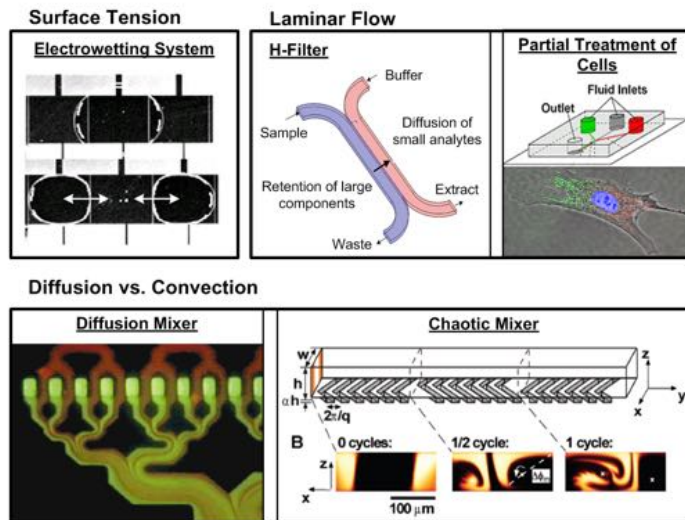 Surface Tension
Laminar Flow
Electrowetting System
H-Filter
Buffer
Sample
Diffusion of
small analytes
Retention of large
components
Extract
Waste
Partial Treatment of
Cells
Fluid Inlets
Outlet
Diffusion vs. Convection
Diffusion Mixer
Chaotic Mixer
w
h
αh
2π/q
z
y
x
B
0 cycles:
1/2 cycle:
1 cycle:
z
x
100 μm